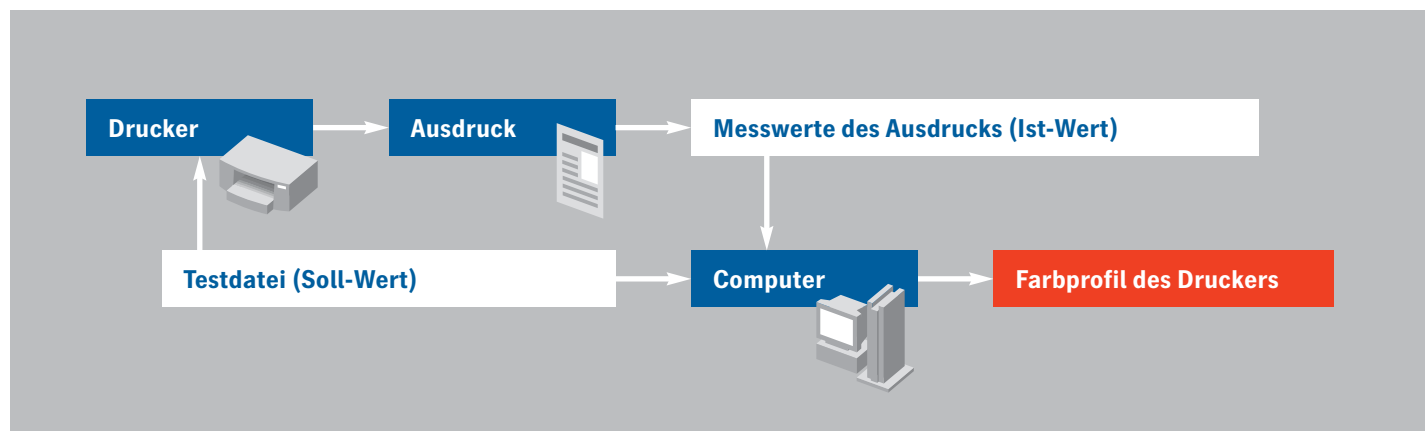 Drucker
Ausdruck
Messwerte des Ausdrucks (Ist-Wert)
Testdatei (Soll-Wert)
Computer
Farbprofil des Druckers